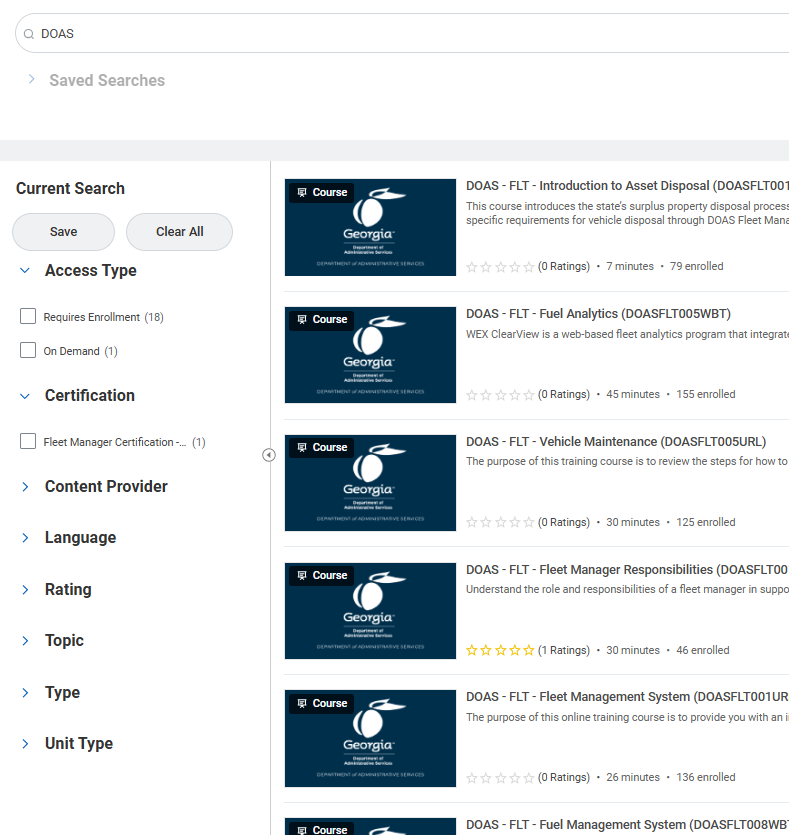 DOAS
Saved Searches
Current Search
Save
Clear All
Access Type
Requires Enrollment (18)
On Demand (1)
Certification
Fleet Manager Certification -... (1)
Content Provider
Language
Rating
Topic
Type
Unit Type
Course
Georgia
Department of
Administrative Services
DEPARTMENT of ADMINISTRATIVE SERVICES
DOAS - FLT - Introduction to Asset Disposal (DOASFLT001
This course introduces the state's surplus property disposal process
specific requirements for vehicle disposal through DOAS Fleet Mana
(0 Ratings) • 7 minutes • 79 enrolled
Course
Georgia
Department of
Administrative Services
DEPARTMENT of ADMINISTRATIVE SERVICES
DOAS - FLT - Fuel Analytics (DOASFLT005WBT)
WEX ClearView is a web-based fleet analytics program that integrate
(0 Ratings) • 45 minutes • 155 enrolled
Course
Georgia
Department of
Administrative Services
DEPARTMENT of ADMINISTRATIVE SERVICES
DOAS - FLT - Vehicle Maintenance (DOASFLT005URL)
The purpose of this training course is to review the steps for how to
(0 Ratings) • 30 minutes • 125 enrolled
Course
Georgia
Department of
Administrative Services
DEPARTMENT of ADMINISTRATIVE SERVICES
DOAS - FLT - Fleet Manager Responsibilities (DOASFLT00
Understand the role and responsibilities of a fleet manager in suppo
(1 Ratings) • 30 minutes • 46 enrolled
Course
Georgia
Department of
Administrative Services
DEPARTMENT of ADMINISTRATIVE SERVICES
DOAS - FLT - Fleet Management System (DOASFLT001UR
The purpose of this online training course is to provide you with an i
(0 Ratings) • 26 minutes • 136 enrolled
Course
DOAS - FLT - Fuel Management System (DOASFLT008WBT